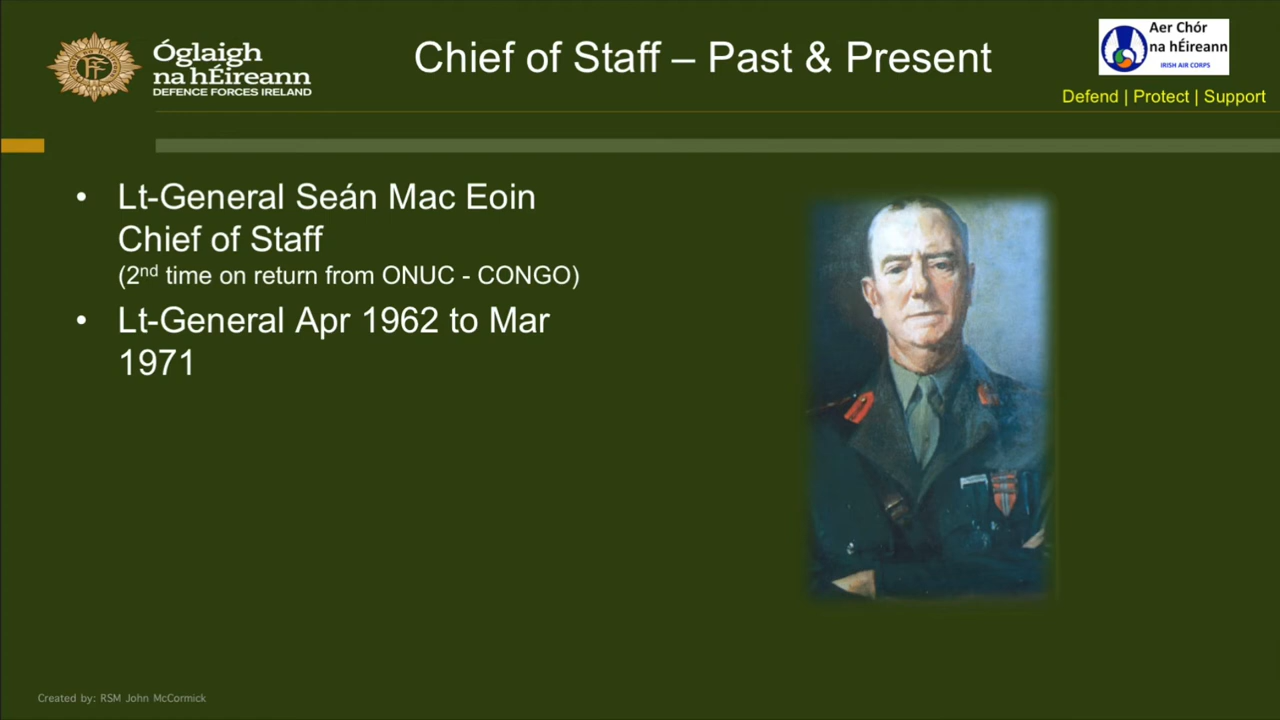 Óglaigh
na hÉireann
DEFENCE FORCES IRELAND
Chief of Staff – Past & Present
Aer Chór
na hÉireann
IRISH AIR CORPS
Defend | Protect | Support
• Lt-General Seán Mac Eoin
Chief of Staff
(2nd time on return from ONUC - CONGO)
• Lt-General Apr 1962 to Mar
1971
Created by: RSM John McCormick